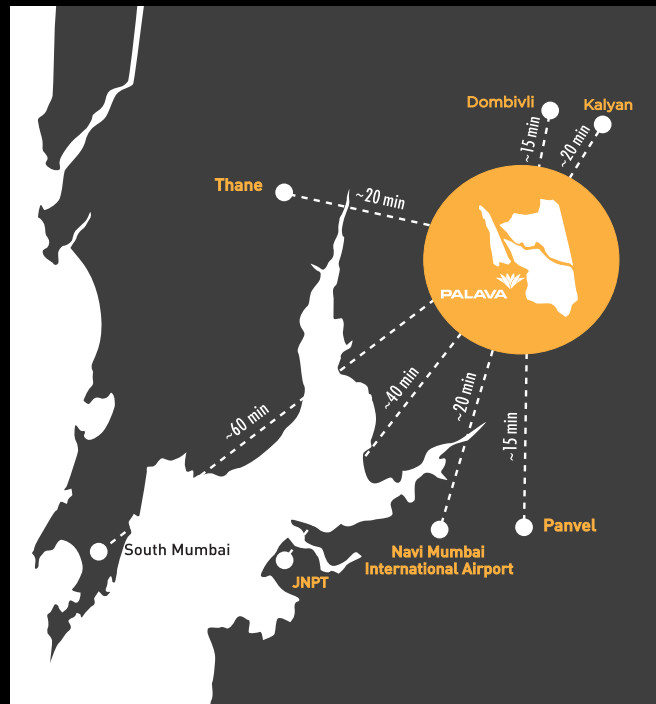 Dombivli
Kalyan
~15 min
~20 min
Thane
~20 min
PALAVA
~60 min
~40 min
~20 min
~15 min
South Mumbai
JNPT
Navi Mumbai
International Airport
Panvel